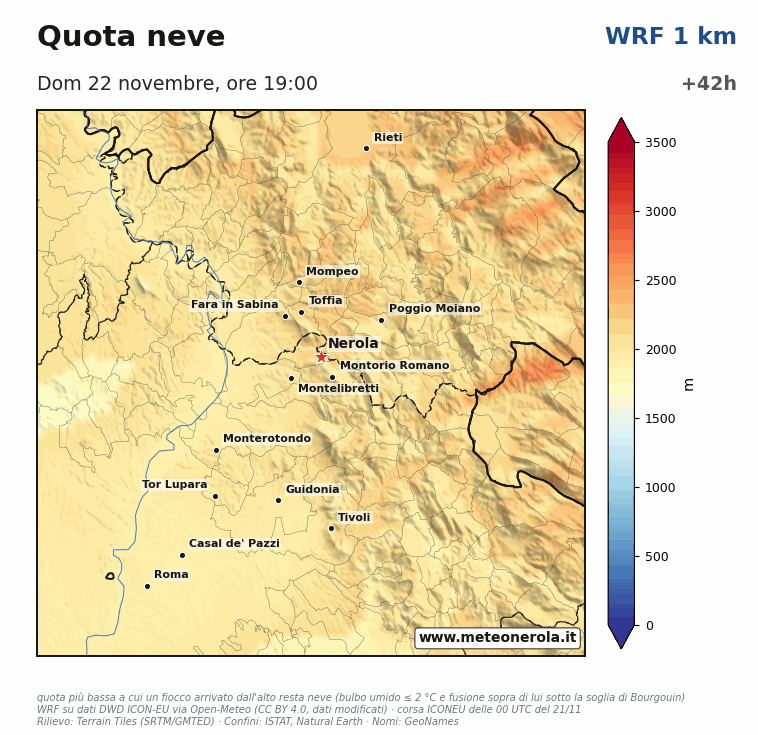 Quota neve
WRF 1 km
Dom 22 novembre, ore 19:00
+42h
Rieti
3500
3000
Mompeo
2500
Fara in Sabina
Toffia
Poggio Moiano
Nerola
2000
Montorio Romano
Montelibretti
m
1500
Monterotondo
Tor Lupara
Guidonia
1000
Tivoli
Casal de' Pazzi
500
Roma
0
www.meteonerola.it
quota più bassa a cui un fiocco arrivato dall'alto resta neve (bulbo umido ≤ 2 °C e fusione sopra di lui sotto la soglia di Bourgouin)
WRF su dati DWD ICON-EU via Open-Meteo (CC BY 4.0, dati modificati) · corsa ICONEU delle 00 UTC del 21/11
Rilievo: Terrain Tiles (SRTM/GMTED) · Confini: ISTAT, Natural Earth · Nomi: GeoNames